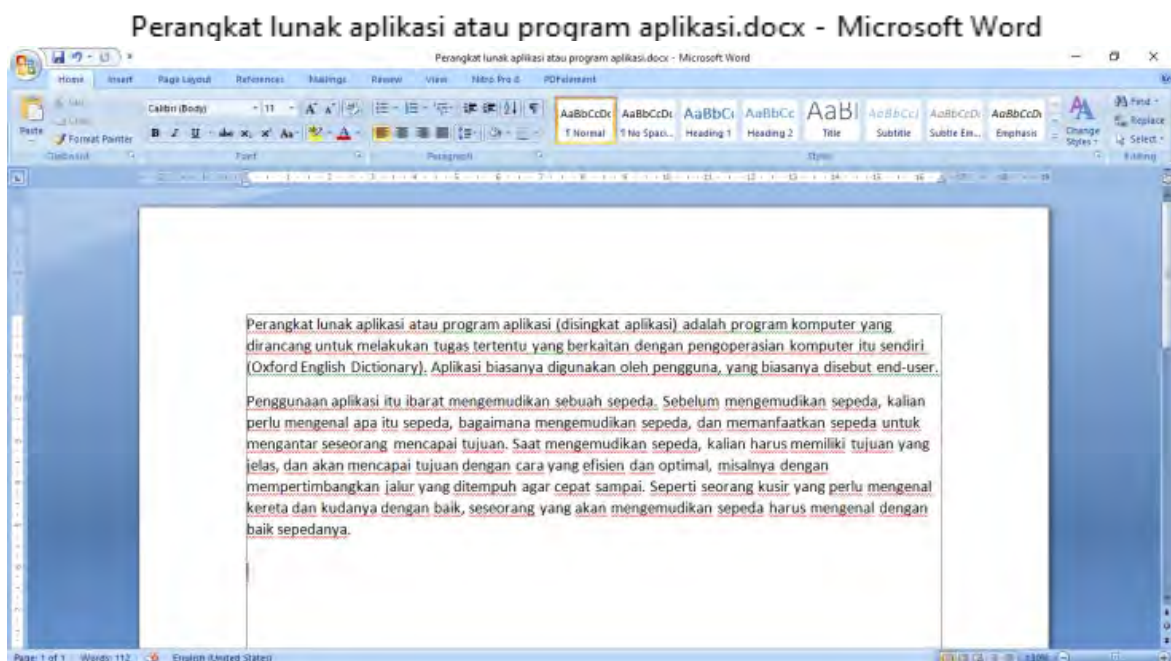 Perangkat lunak aplikasi atau program aplikasi.docx - Microsoft Word
Perangkat lunak aplikasi atau program aplikasi.docx - Microsoft Word
Home Insert Page Layout References Mailings Review View Nitro Pro 8 PDFelement
Cut
Calibri (Body) 11
AaBbCcDc AaBbCcDc AaBbC AaBbCc AaBl AaBbCc AaBbCcDc AaBbCcDc
Find
Replace
Paste
Format Painter
Normal No Spaci... Heading 1 Heading 2 Title Subtitle Subtle Em... Emphasis
Change Styles
Select
Clipboard Font Paragraph Styles Editing
Perangkat lunak aplikasi atau program aplikasi (disingkat aplikasi) adalah program komputer yang
dirancang untuk melakukan tugas tertentu yang berkaitan dengan pengoperasian komputer itu sendiri
(Oxford English Dictionary). Aplikasi biasanya digunakan oleh pengguna, yang biasanya disebut end-user.
Penggunaan aplikasi itu ibarat mengemudikan sebuah sepeda. Sebelum mengemudikan sepeda, kalian
perlu mengenal apa itu sepeda, bagaimana mengemudikan sepeda, dan memanfaatkan sepeda untuk
mengantar seseorang mencapai tujuan. Saat mengemudikan sepeda, kalian harus memiliki tujuan yang
jelas, dan akan mencapai tujuan dengan cara yang efisien dan optimal, misalnya dengan
mempertimbangkan jalur yang ditempuh agar cepat sampai. Seperti seorang kusir yang perlu mengenal
kereta dan kudanya dengan baik, seseorang yang akan mengemudikan sepeda harus mengenal dengan
baik sepedanya.
Page: 1 of 1 Words: 112 English (United States) 130%